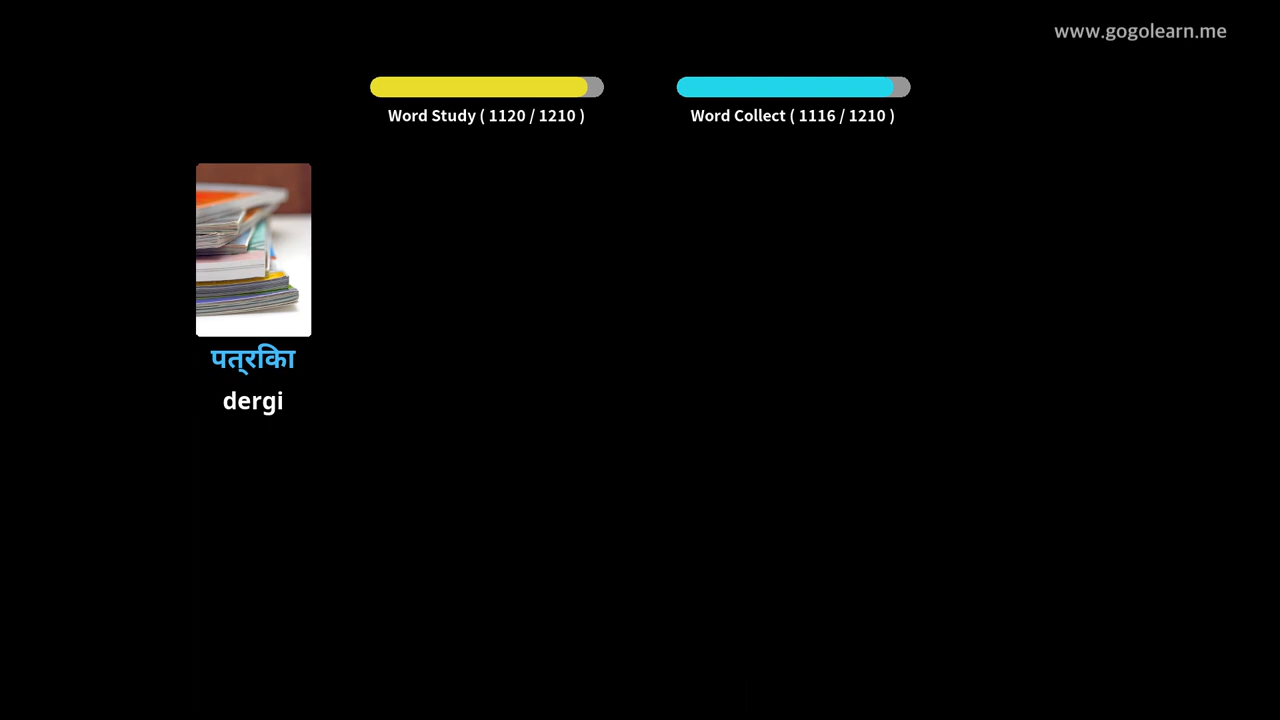 www.gogolearn.me
Word Study ( 1120 / 1210 )
Word Collect ( 1116 / 1210 )
पत्रिका
dergi